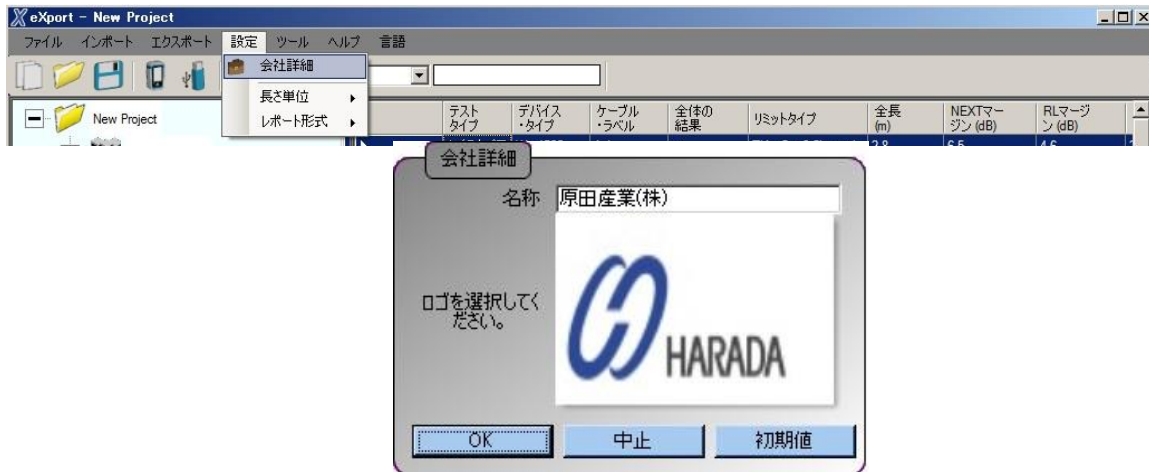 eXport - New Project
ファイル インポート エクスポート 設定 ツール ヘルプ 言語
会社詳細
長さ単位
レポート形式
New Project
テスト
タイプ
デバイス
・タイプ
ケーブル
・ラベル
全体の
結果
リミットタイプ
全長
(m)
NEXTマー
ジン (dB)
RLマージ
ン (dB)
会社詳細
名称 原田産業(株)
ロゴを選択してく
ださい。
HARADA
OK 中止 初期値